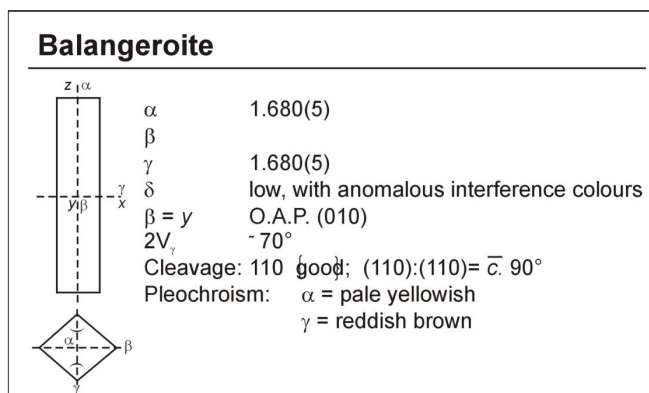 Balangeroite
z α
α 1.680(5)
β
γ 1.680(5)
γ
x
y β
δ low, with anomalous interference colours
β = y O.A.P. (010)
2Vγ ~70°
Cleavage: 110 {good}; (110):(110)= c̅. 90°
Pleochroism: α = pale yellowish
γ = reddish brown
α
β
γ